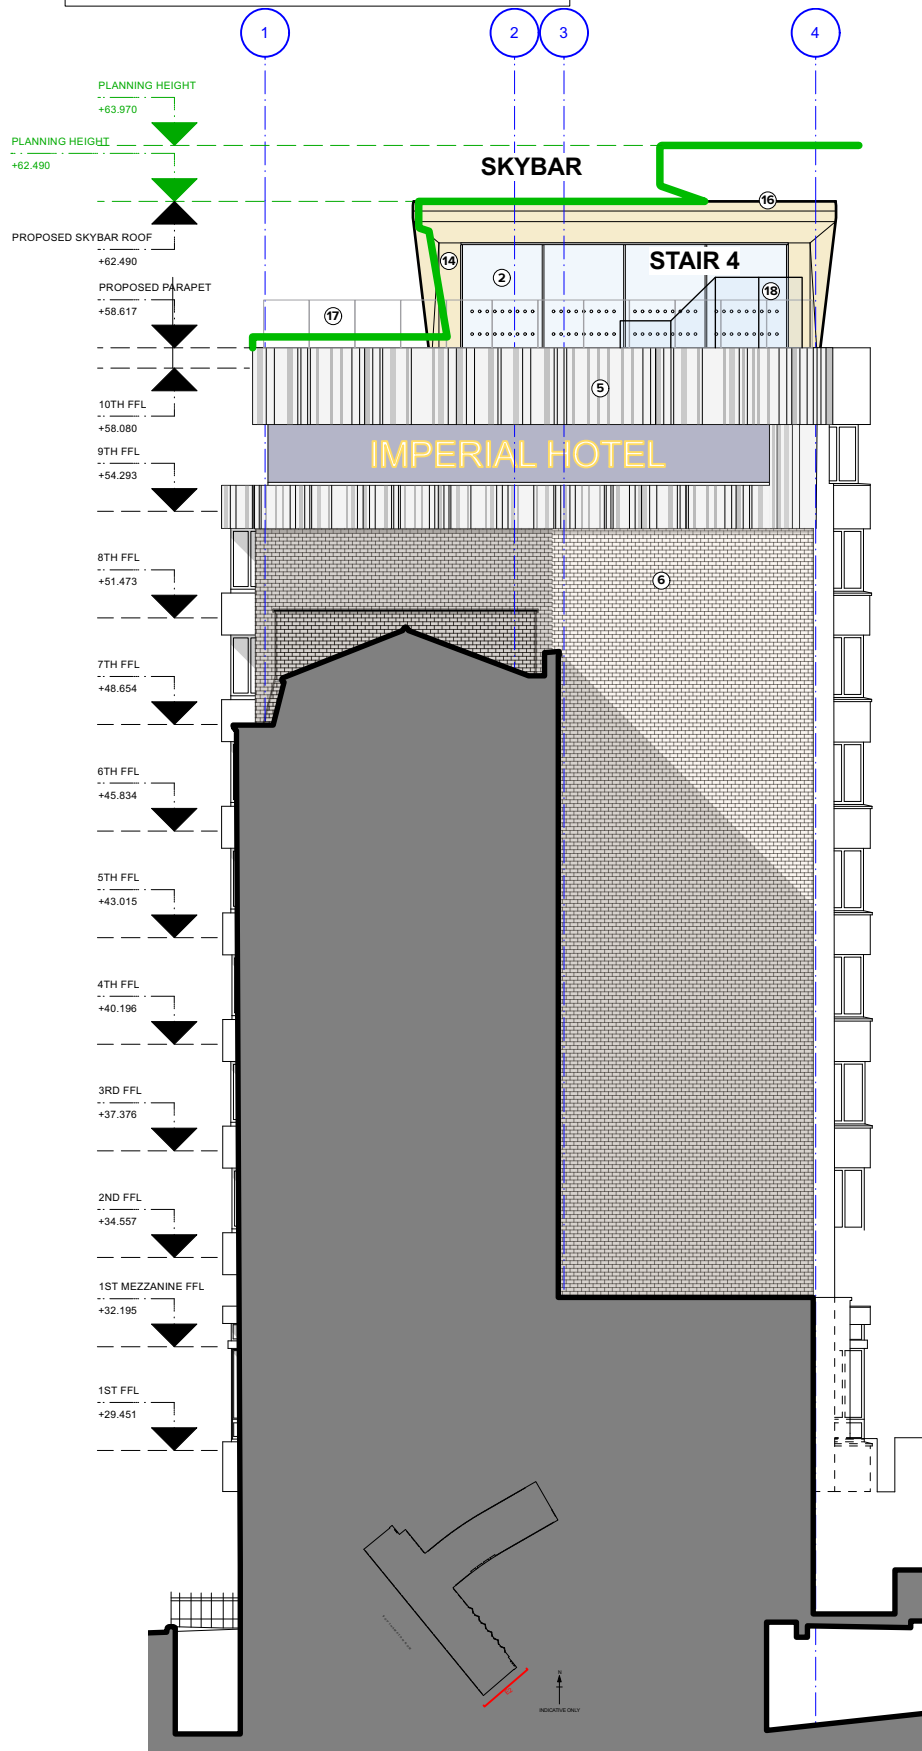 1
2
3
4
PLANNING HEIGHT
+63.970
PLANNING HEIGHT
+62.490
SKYBAR
16
PROPOSED SKYBAR ROOF
+62.490
14
STAIR 4
2
18
PROPOSED PARAPET
+58.617
17
5
10TH FFL
+58.080
9TH FFL
+54.293
IMPERIAL HOTEL
8TH FFL
+51.473
6
7TH FFL
+48.654
6TH FFL
+45.834
5TH FFL
+43.015
4TH FFL
+40.196
3RD FFL
+37.376
2ND FFL
+34.557
1ST MEZZANINE FFL
+32.195
1ST FFL
+29.451
N
INDICATIVE ONLY